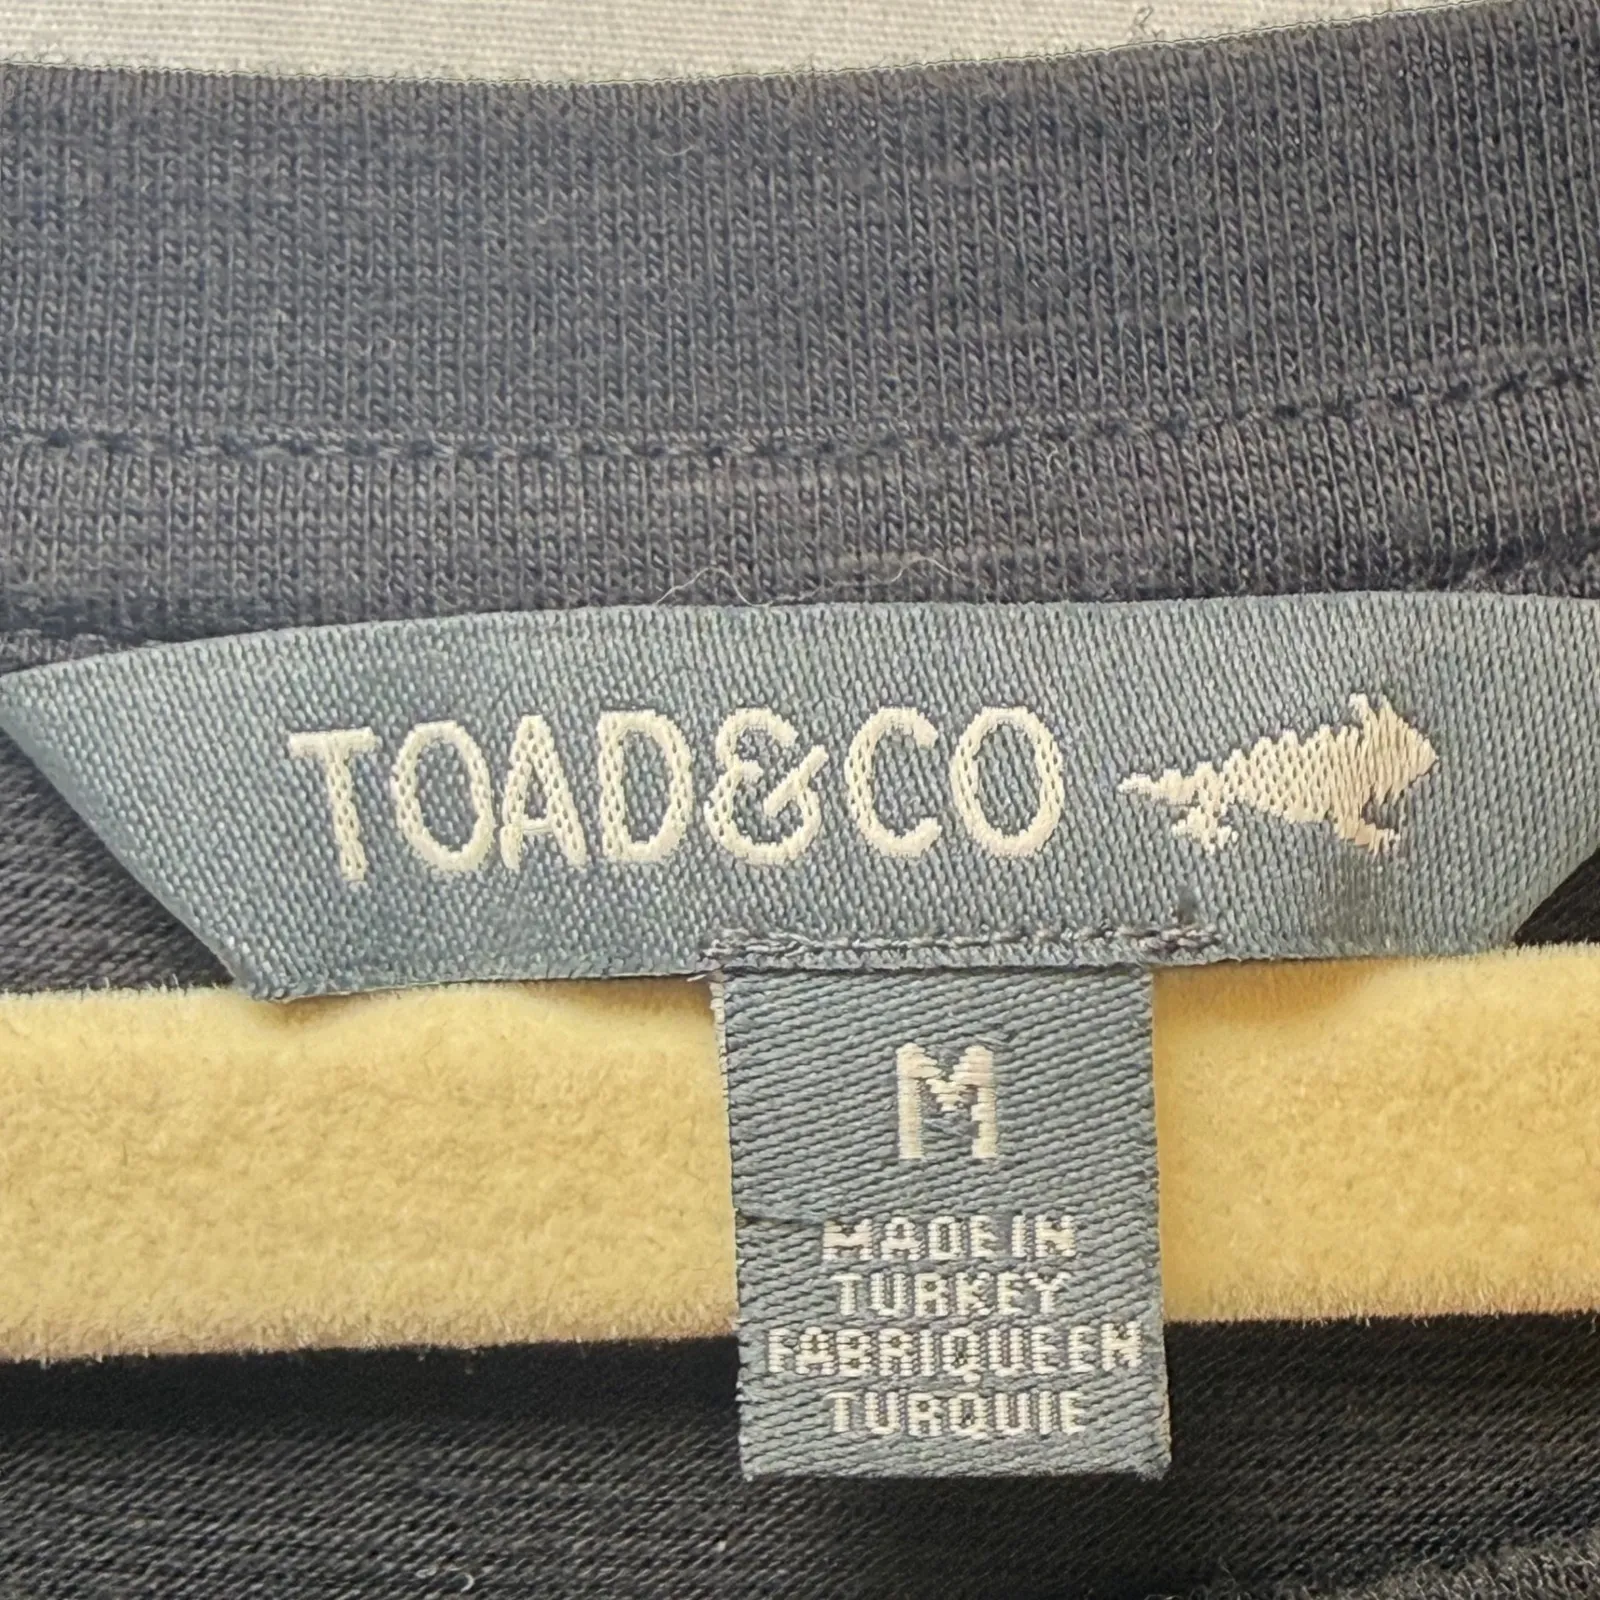 TOAD&CO
M
MADE IN
TURKEY
FABRIQUE EN
TURQUIE